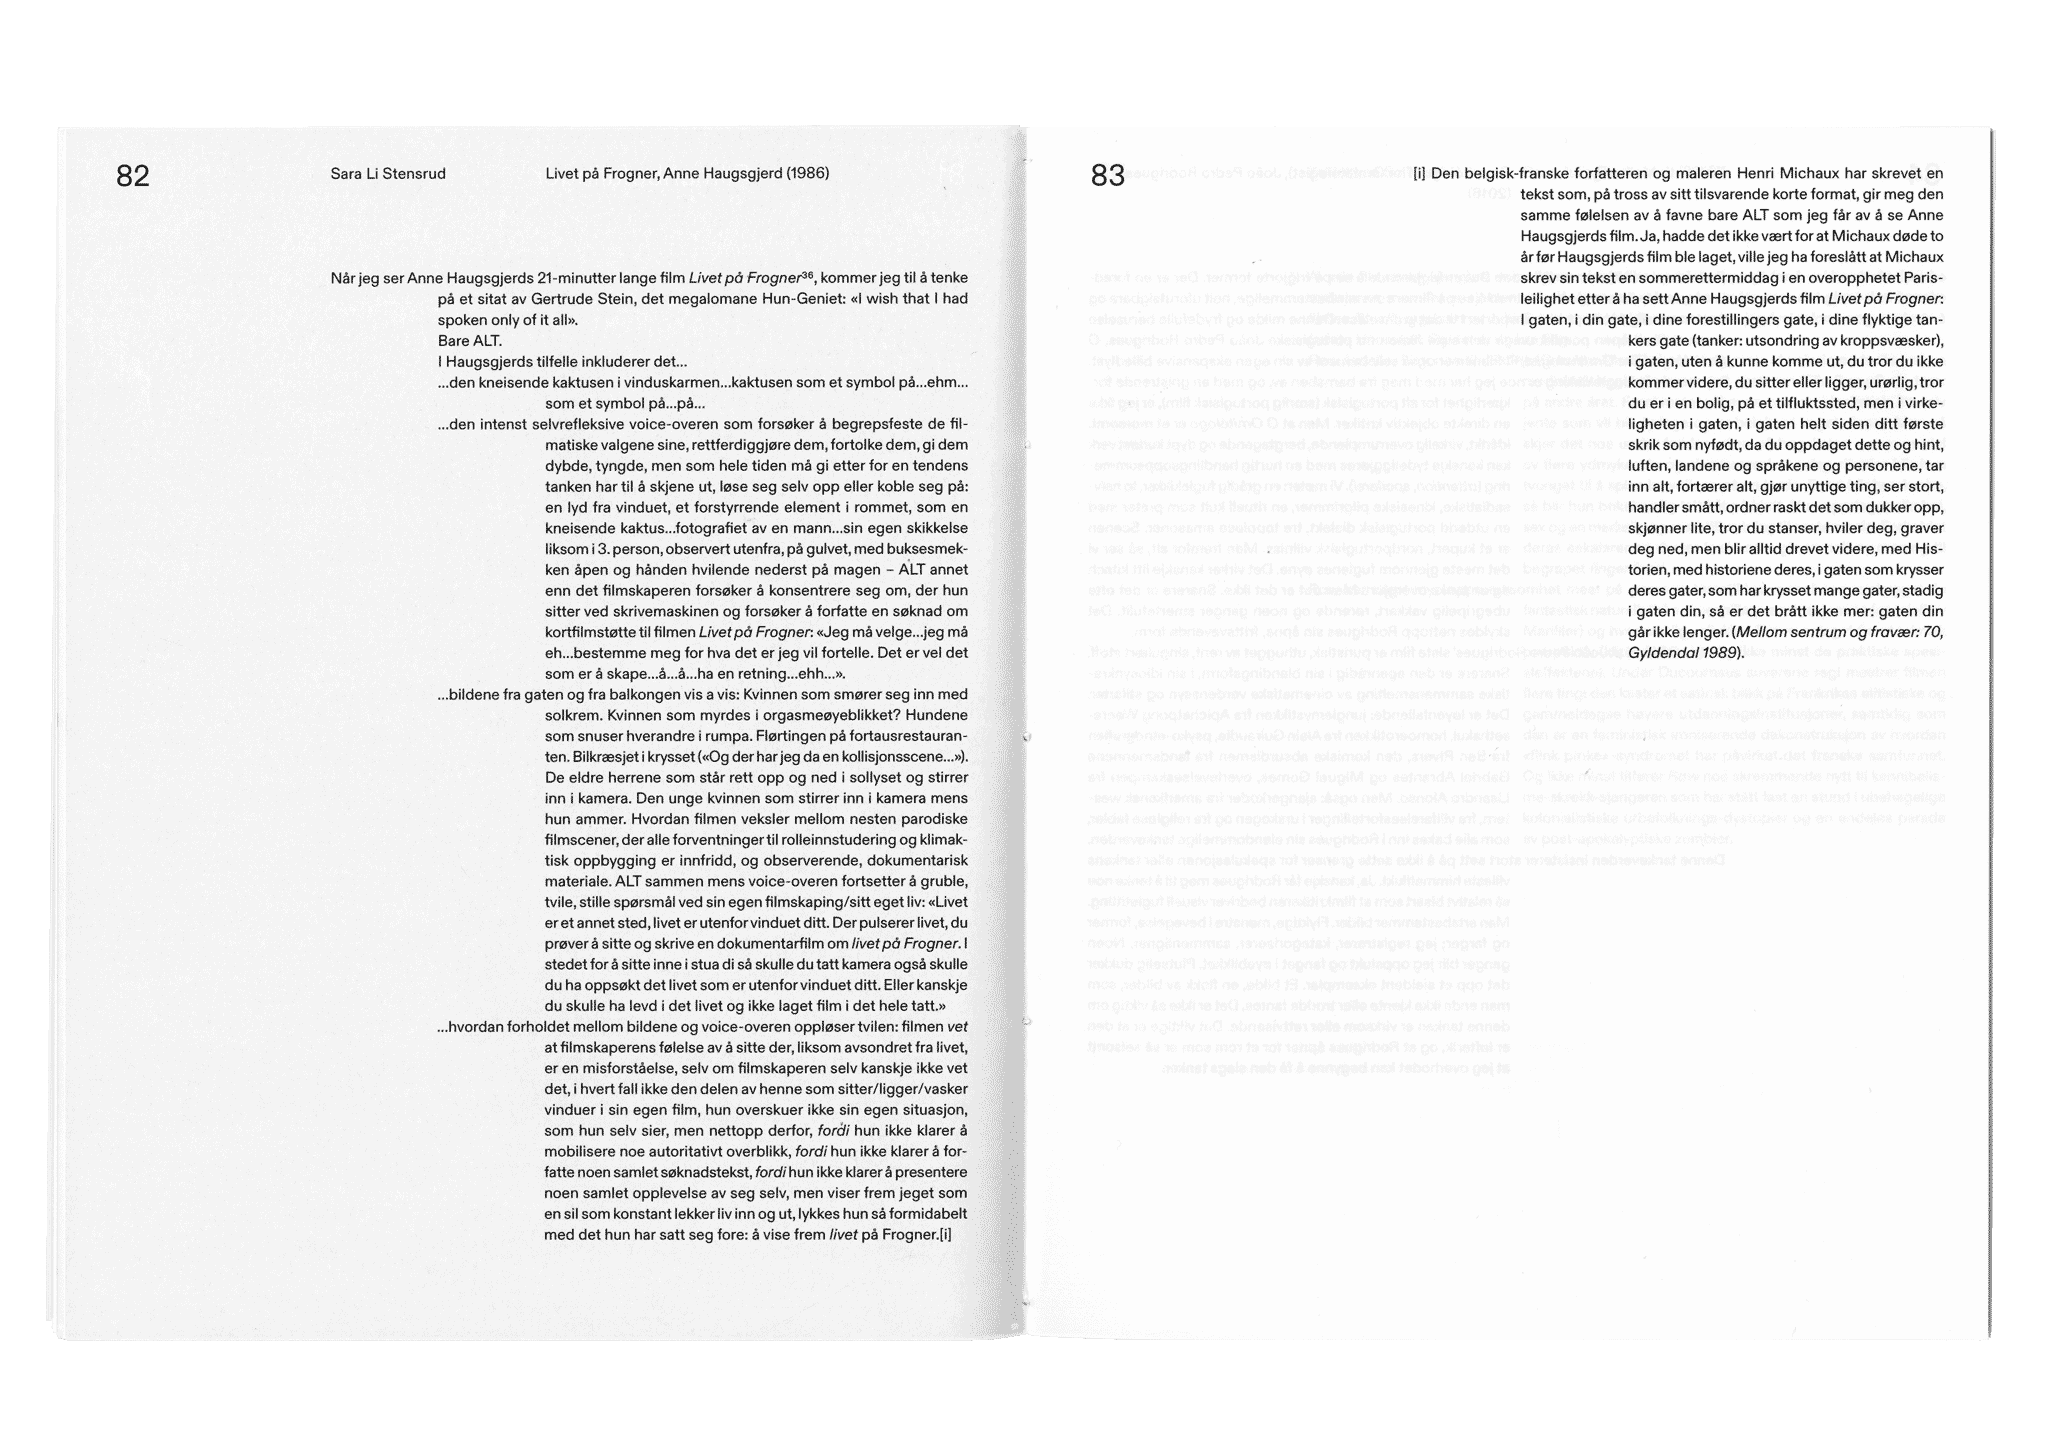 82
Sara Li Stensrud
Livet på Frogner, Anne Haugsgjerd (1986)
Når jeg ser Anne Haugsgjerds 21-minutter lange film Livet på Frogner³⁶, kommer jeg til å tenke
på et sitat av Gertrude Stein, det megalomane Hun-Geniet: «I wish that I had
spoken only of it all».
Bare ALT.
I Haugsgjerds tilfelle inkluderer det...
...den kneisende kaktusen i vinduskarmen...kaktusen som et symbol på...ehm...
som et symbol på...på...
...den intenst selvrefleksive voice-overen som forsøker å begrepsfeste de fil-
matiske valgene sine, rettferdiggjøre dem, fortolke dem, gi dem
dybde, tyngde, men som hele tiden må gi etter for en tendens
tanken har til å skjene ut, løse seg selv opp eller koble seg på:
en lyd fra vinduet, et forstyrrende element i rommet, som en
kneisende kaktus...fotografiet av en mann...sin egen skikkelse
liksom i 3. person, observert utenfra, på gulvet, med buksesmek-
ken åpen og hånden hvilende nederst på magen – ALT annet
enn det filmskaperen forsøker å konsentrere seg om, der hun
sitter ved skrivemaskinen og forsøker å forfatte en søknad om
kortfilmstøtte til filmen Livet på Frogner: «Jeg må velge...jeg må
eh...bestemme meg for hva det er jeg vil fortelle. Det er vel det
som er å skape...å...å...ha en retning...ehh...».
...bildene fra gaten og fra balkongen vis a vis: Kvinnen som smører seg inn med
solkrem. Kvinnen som myrdes i orgasmeøyeblikket? Hundene
som snuser hverandre i rumpa. Flørtingen på fortausrestauran-
ten. Bilkræsjet i krysset («Og der har jeg da en kollisjonsscene...»).
De eldre herrene som står rett opp og ned i sollyset og stirrer
inn i kamera. Den unge kvinnen som stirrer inn i kamera mens
hun ammer. Hvordan filmen veksler mellom nesten parodiske
filmscener, der alle forventninger til rolleinnstudering og klimak-
tisk oppbygging er innfridd, og observerende, dokumentarisk
materiale. ALT sammen mens voice-overen fortsetter å gruble,
tvile, stille spørsmål ved sin egen filmskaping/sitt eget liv: «Livet
er et annet sted, livet er utenfor vinduet ditt. Der pulserer livet, du
prøver å sitte og skrive en dokumentarfilm om livet på Frogner. I
stedet for å sitte inne i stua di så skulle du tatt kamera også skulle
du ha oppsøkt det livet som er utenfor vinduet ditt. Eller kanskje
du skulle ha levd i det livet og ikke laget film i det hele tatt.»
...hvordan forholdet mellom bildene og voice-overen oppløser tvilen: filmen vet
at filmskaperens følelse av å sitte der, liksom avsondret fra livet,
er en misforståelse, selv om filmskaperen selv kanskje ikke vet
det, i hvert fall ikke den delen av henne som sitter/ligger/vasker
vinduer i sin egen film, hun overskuer ikke sin egen situasjon,
som hun selv sier, men nettopp derfor, fordi hun ikke klarer å
mobilisere noe autoritativt overblikk, fordi hun ikke klarer å for-
fatte noen samlet søknadstekst, fordi hun ikke klarer å presentere
noen samlet opplevelse av seg selv, men viser frem jeget som
en sil som konstant lekker liv inn og ut, lykkes hun så formidabelt
med det hun har satt seg fore: å vise frem livet på Frogner.[i]
83
[i] Den belgisk-franske forfatteren og maleren Henri Michaux har skrevet en
tekst som, på tross av sitt tilsvarende korte format, gir meg den
samme følelsen av å favne bare ALT som jeg får av å se Anne
Haugsgjerds film. Ja, hadde det ikke vært for at Michaux døde to
år før Haugsgjerds film ble laget, ville jeg ha foreslått at Michaux
skrev sin tekst en sommerettermiddag i en overopphetet Paris-
leilighet etter å ha sett Anne Haugsgjerds film Livet på Frogner:
I gaten, i din gate, i dine forestillingers gate, i dine flyktige tan-
kers gate (tanker: utsondring av kroppsvæsker),
i gaten, uten å kunne komme ut, du tror du ikke
kommer videre, du sitter eller ligger, urørlig, tror
du er i en bolig, på et tilfluktssted, men i virke-
ligheten i gaten, i gaten helt siden ditt første
skrik som nyfødt, da du oppdaget dette og hint,
luften, landene og språkene og personene, tar
inn alt, fortærer alt, gjør unyttige ting, ser stort,
handler smått, ordner raskt det som dukker opp,
skjønner lite, tror du stanser, hviler deg, graver
deg ned, men blir alltid drevet videre, med His-
torien, med historiene deres, i gaten som krysser
deres gater, som har krysset mange gater, stadig
i gaten din, så er det brått ikke mer: gaten din
går ikke lenger. (Mellom sentrum og fravær: 70,
Gyldendal 1989).